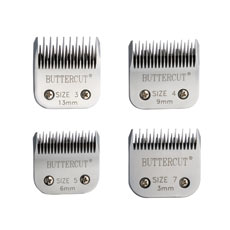 BUTTERCUT®
SIZE 3
13mm
BUTTERCUT®
SIZE 4
9mm
BUTTERCUT®
SIZE 5
6mm
BUTTERCUT®
SIZE 7
3mm